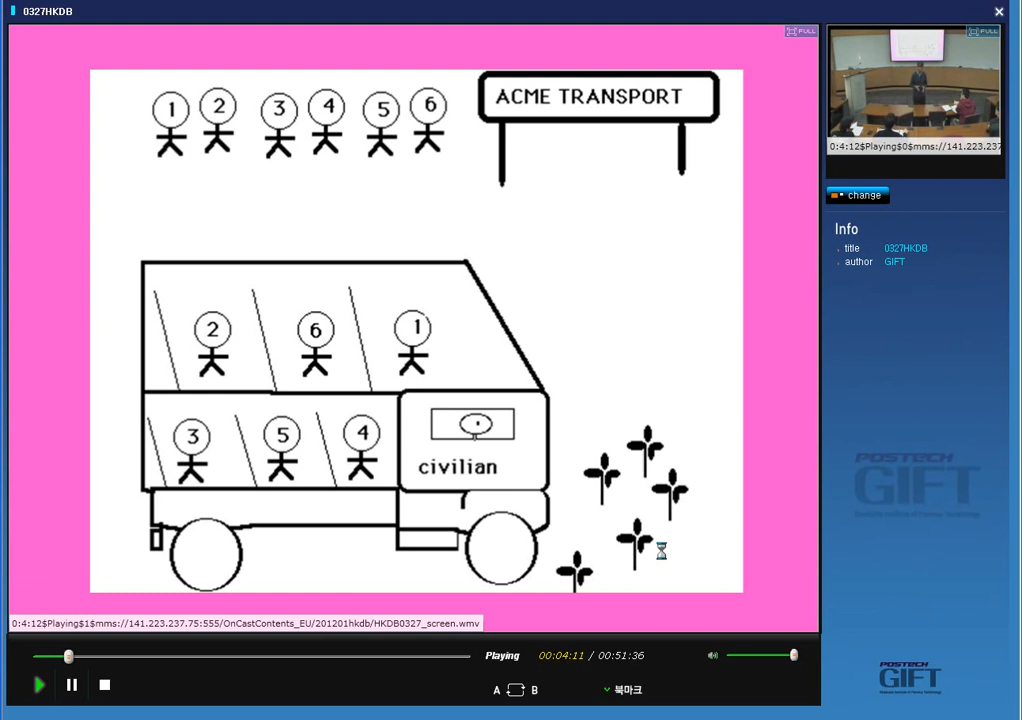 0327HKDB
FULL
FULL
1 2 3 4 5 6
ACME TRANSPORT
2 6 1
3 5 4
civilian
0:4:12$Playing$0$mms://141.223.237
change
Info
title 0327HKDB
author GIFT
POSTECH
GIFT
0:4:12$Playing$1$mms://141.223.237.75:555/OnCastContents_EU/201201hkdb/HKDB0327_screen.wmv
Playing 00:04:11 / 00:51:36
A B 북마크
POSTECH
GIFT